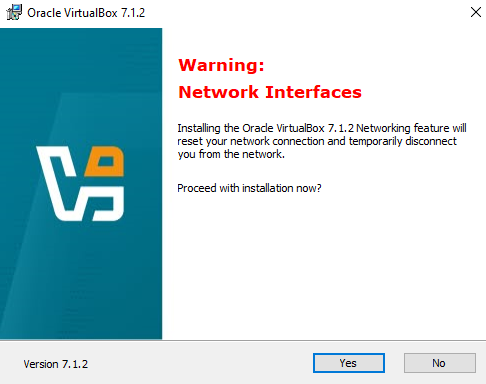 Oracle VirtualBox 7.1.2
Warning:
Network Interfaces
Installing the Oracle VirtualBox 7.1.2 Networking feature will
reset your network connection and temporarily disconnect
you from the network.
Proceed with installation now?
Version 7.1.2
Yes
No